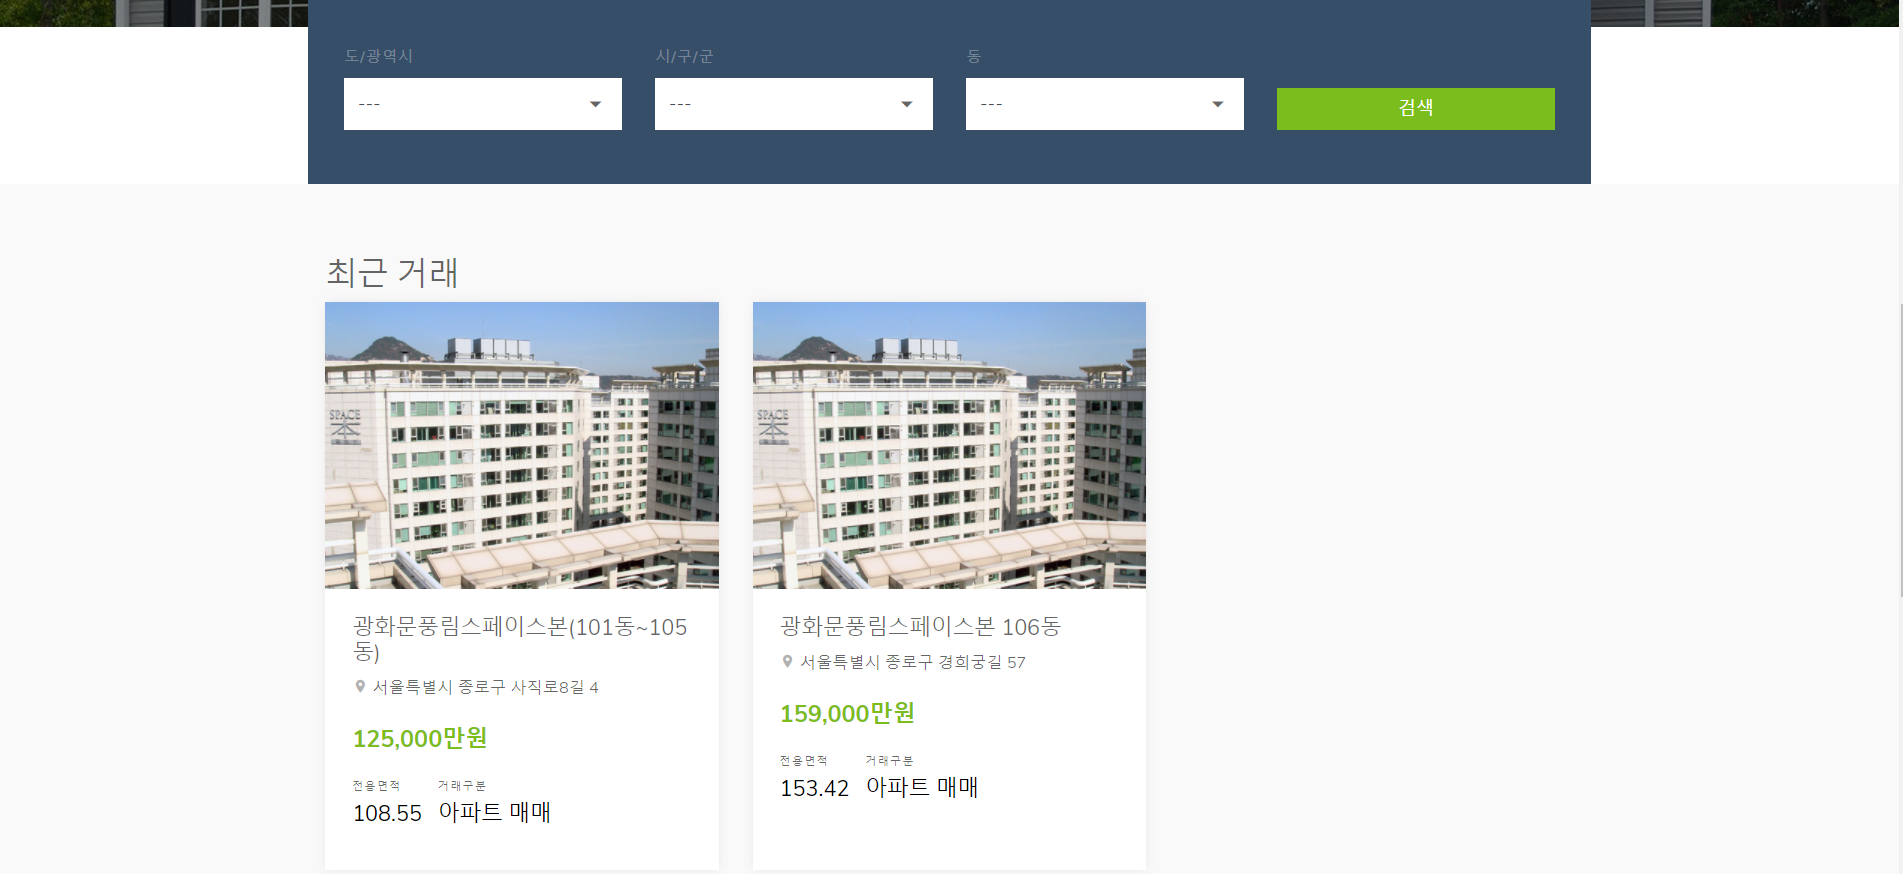 도/광역시
시/구/군
동
---
---
---
검색
최근 거래
SPACE
本
SPACE
本
광화문풍림스페이스본(101동~105
동)
서울특별시 종로구 사직로8길 4
125,000만원
전용면적 거래구분
108.55 아파트 매매
광화문풍림스페이스본 106동
서울특별시 종로구 경희궁길 57
159,000만원
전용면적 거래구분
153.42 아파트 매매